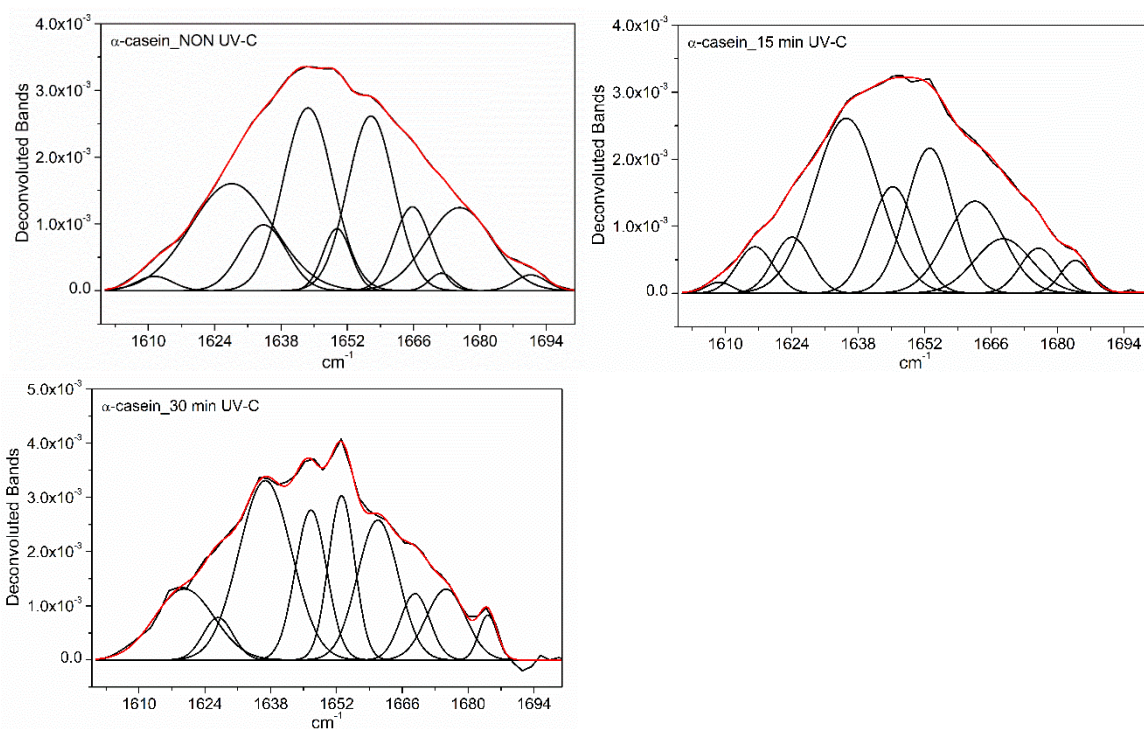 α-casein_NON UV-C
4.0x10⁻³
3.0x10⁻³
2.0x10⁻³
1.0x10⁻³
0.0
Deconvoluted Bands
1610 1624 1638 1652 1666 1680 1694
cm⁻¹
α-casein_15 min UV-C
4.0x10⁻³
3.0x10⁻³
2.0x10⁻³
1.0x10⁻³
0.0
Deconvoluted Bands
1610 1624 1638 1652 1666 1680 1694
cm⁻¹
α-casein_30 min UV-C
5.0x10⁻³
4.0x10⁻³
3.0x10⁻³
2.0x10⁻³
1.0x10⁻³
0.0
Deconvoluted Bands
1610 1624 1638 1652 1666 1680 1694
cm⁻¹